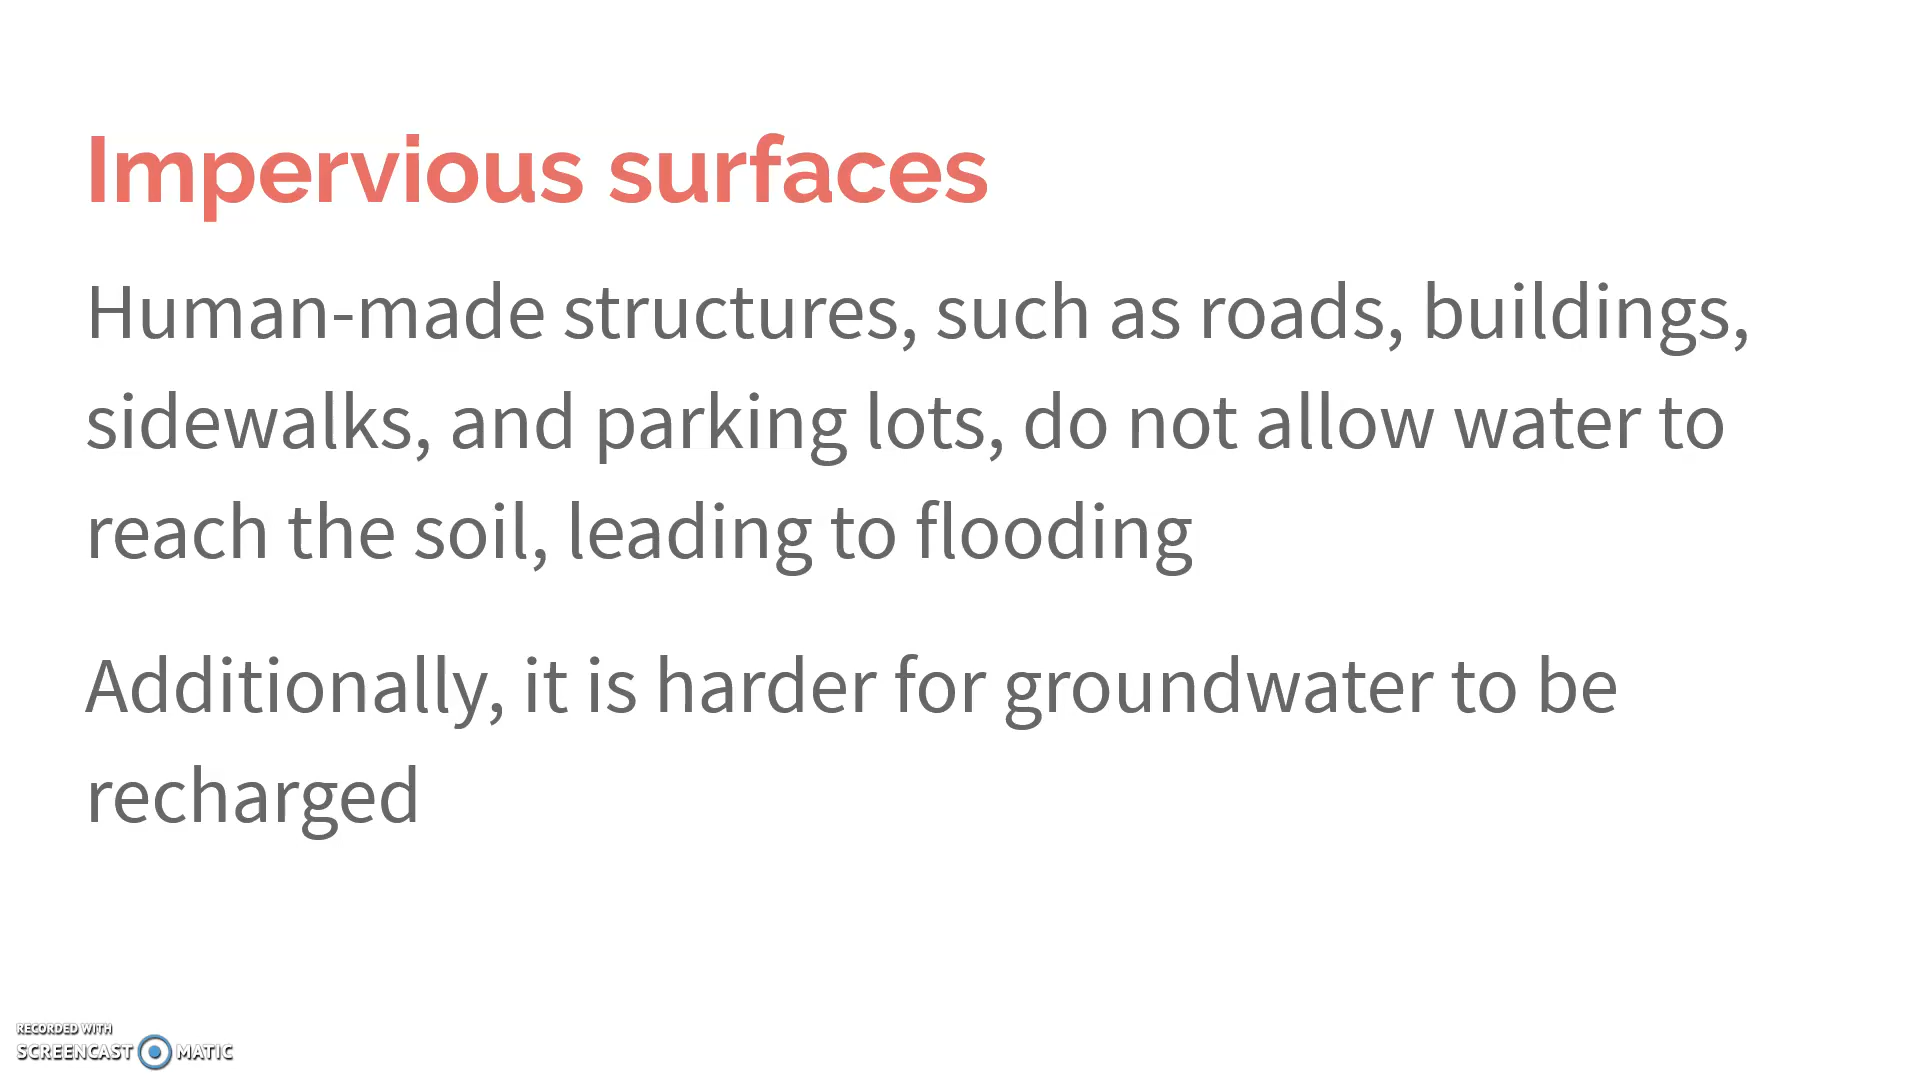 Impervious surfaces
Human-made structures, such as roads, buildings,
sidewalks, and parking lots, do not allow water to
reach the soil, leading to flooding
Additionally, it is harder for groundwater to be
recharged
RECORDED WITH
SCREENCAST MATIC